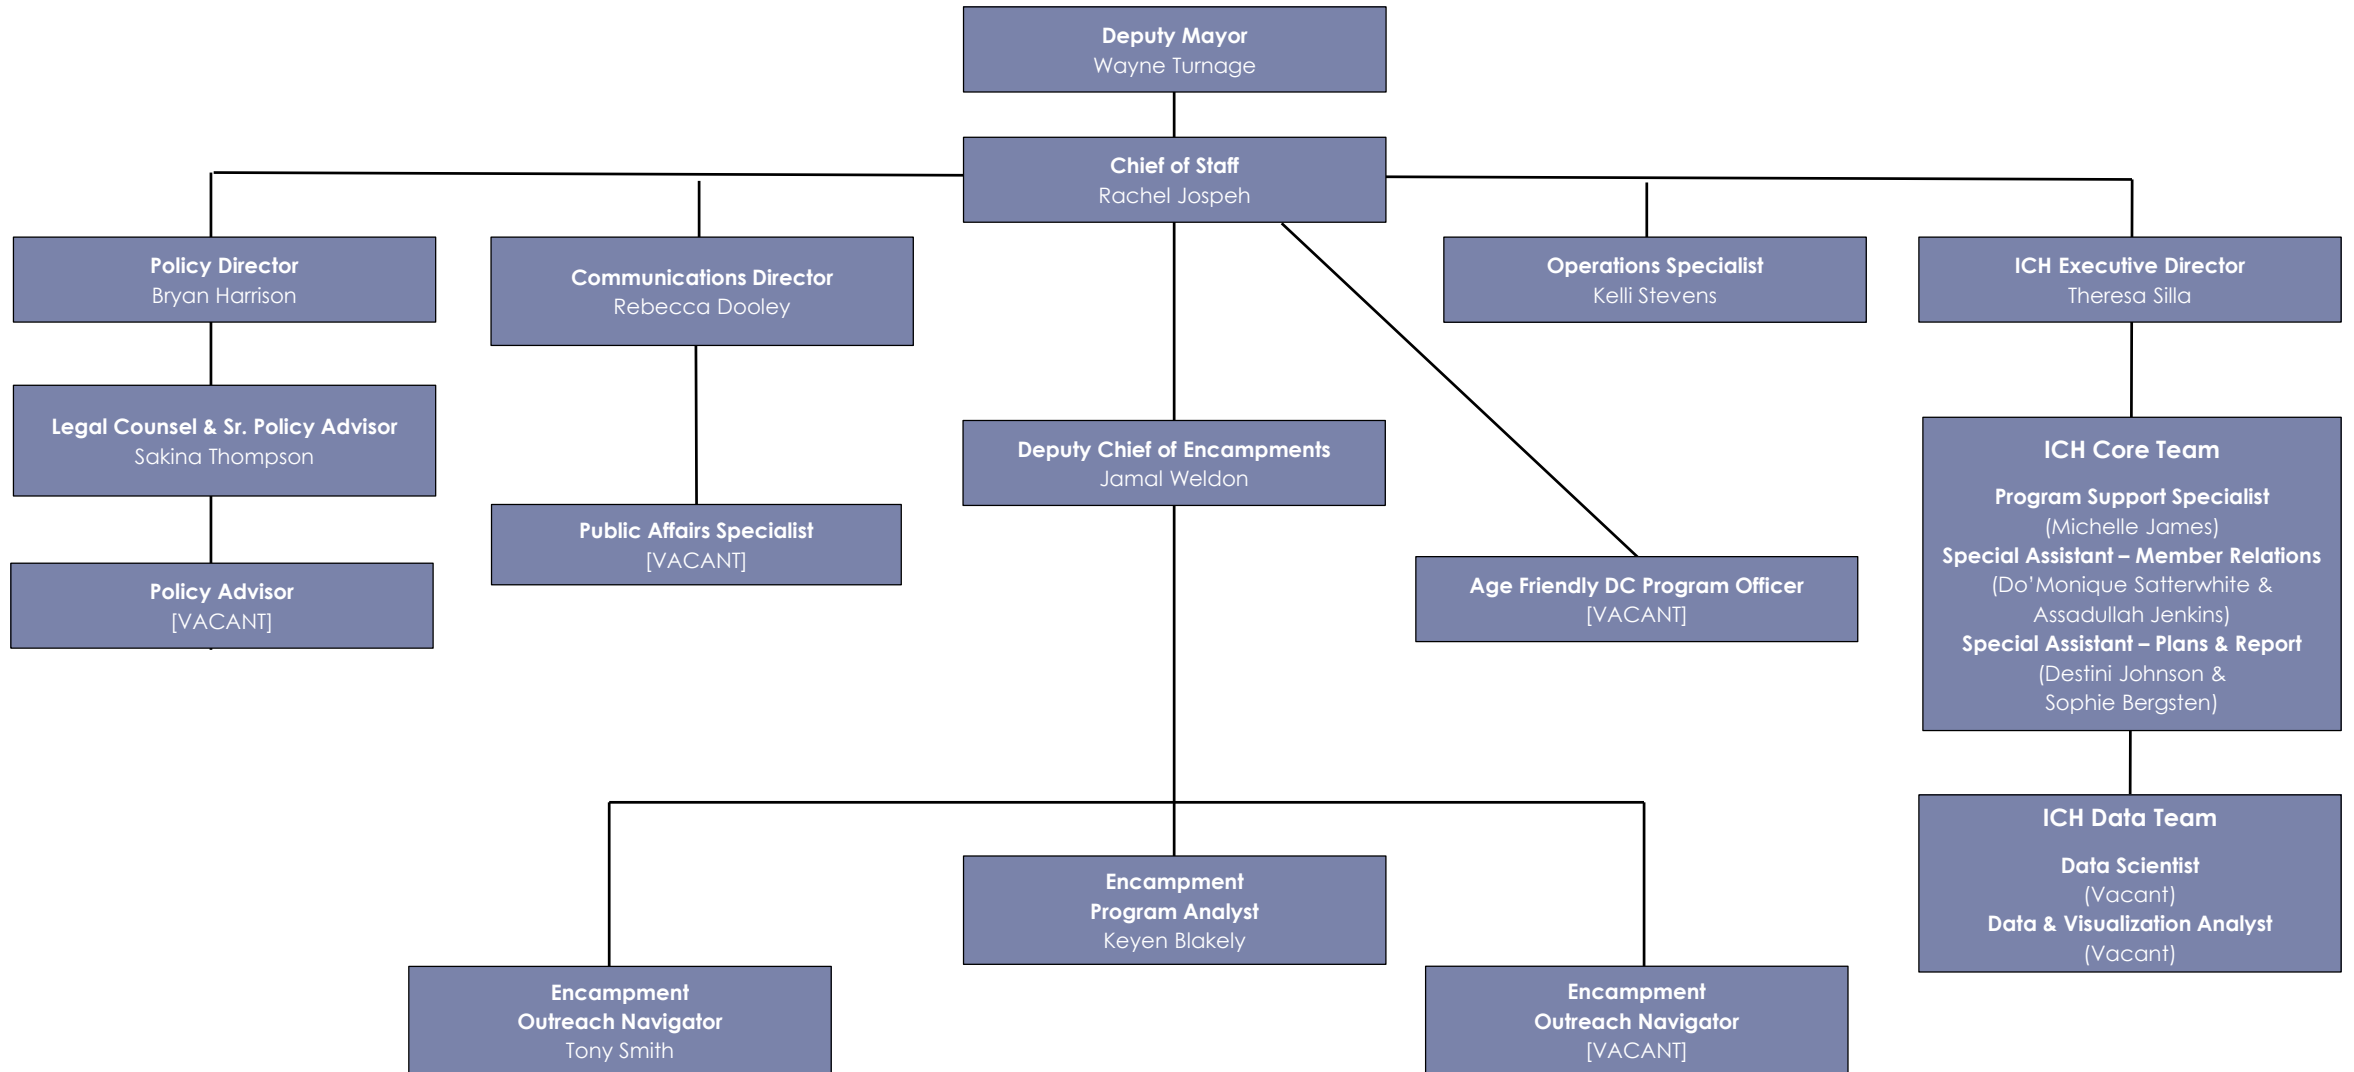 Deputy Mayor
Wayne Turnage
Chief of Staff
Rachel Jospeh
Policy Director
Bryan Harrison
Communications Director
Rebecca Dooley
Operations Specialist
Kelli Stevens
ICH Executive Director
Theresa Silla
Legal Counsel & Sr. Policy Advisor
Sakina Thompson
Deputy Chief of Encampments
Jamal Weldon
ICH Core Team
Program Support Specialist
(Michelle James)
Special Assistant – Member Relations
(Do’Monique Satterwhite &
Assadullah Jenkins)
Special Assistant – Plans & Report
(Destini Johnson &
Sophie Bergsten)
Public Affairs Specialist
[VACANT]
Policy Advisor
[VACANT]
Age Friendly DC Program Officer
[VACANT]
ICH Data Team
Data Scientist
(Vacant)
Data & Visualization Analyst
(Vacant)
Encampment
Program Analyst
Keyen Blakely
Encampment
Outreach Navigator
Tony Smith
Encampment
Outreach Navigator
[VACANT]